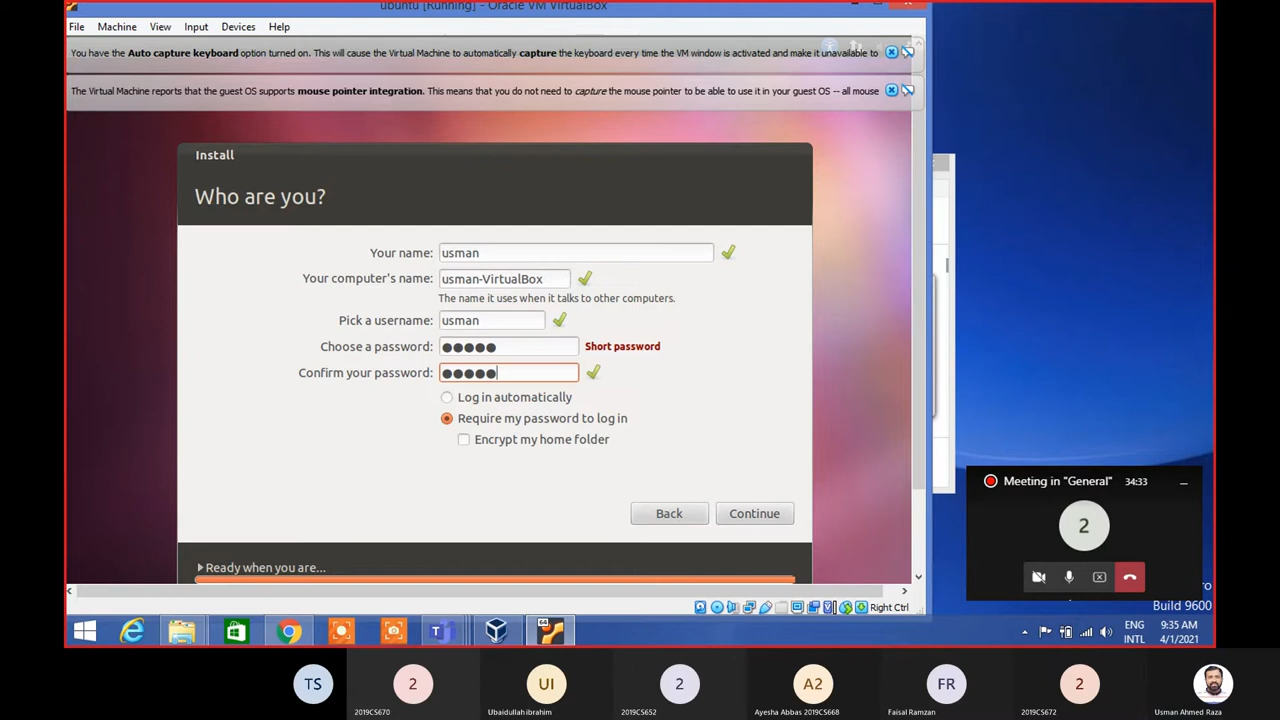 ubuntu [Running] - Oracle VM VirtualBox
File Machine View Input Devices Help
You have the Auto capture keyboard option turned on. This will cause the Virtual Machine to automatically capture the keyboard every time the VM window is activated and make it unavailable to
The Virtual Machine reports that the guest OS supports mouse pointer integration. This means that you do not need to capture the mouse pointer to be able to use it in your guest OS -- all mouse
Install
Who are you?
Your name: usman
Your computer's name: usman-VirtualBox
The name it uses when it talks to other computers.
Pick a username: usman
Choose a password: ●●●●● Short password
Confirm your password: ●●●●●
Log in automatically
Require my password to log in
Encrypt my home folder
Back Continue
Ready when you are...
Meeting in "General" 34:33
2
Right Ctrl
Build 9600
64
ENG
INTL
9:35 AM
4/1/2021
TS 2 UI 2 A2 FR 2
2019CS670 Ubaidullah ibrahim 2019CS652 Ayesha Abbas 2019CS668 Faisal Ramzan 2019CS672 Usman Ahmed Raza